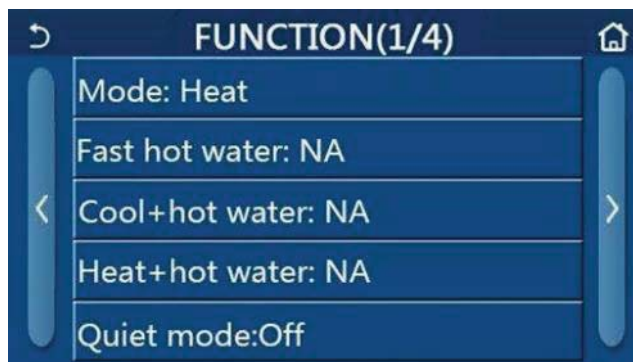 FUNCTION(1/4)
Mode: Heat
Fast hot water: NA
Cool+hot water: NA
Heat+hot water: NA
Quiet mode:Off